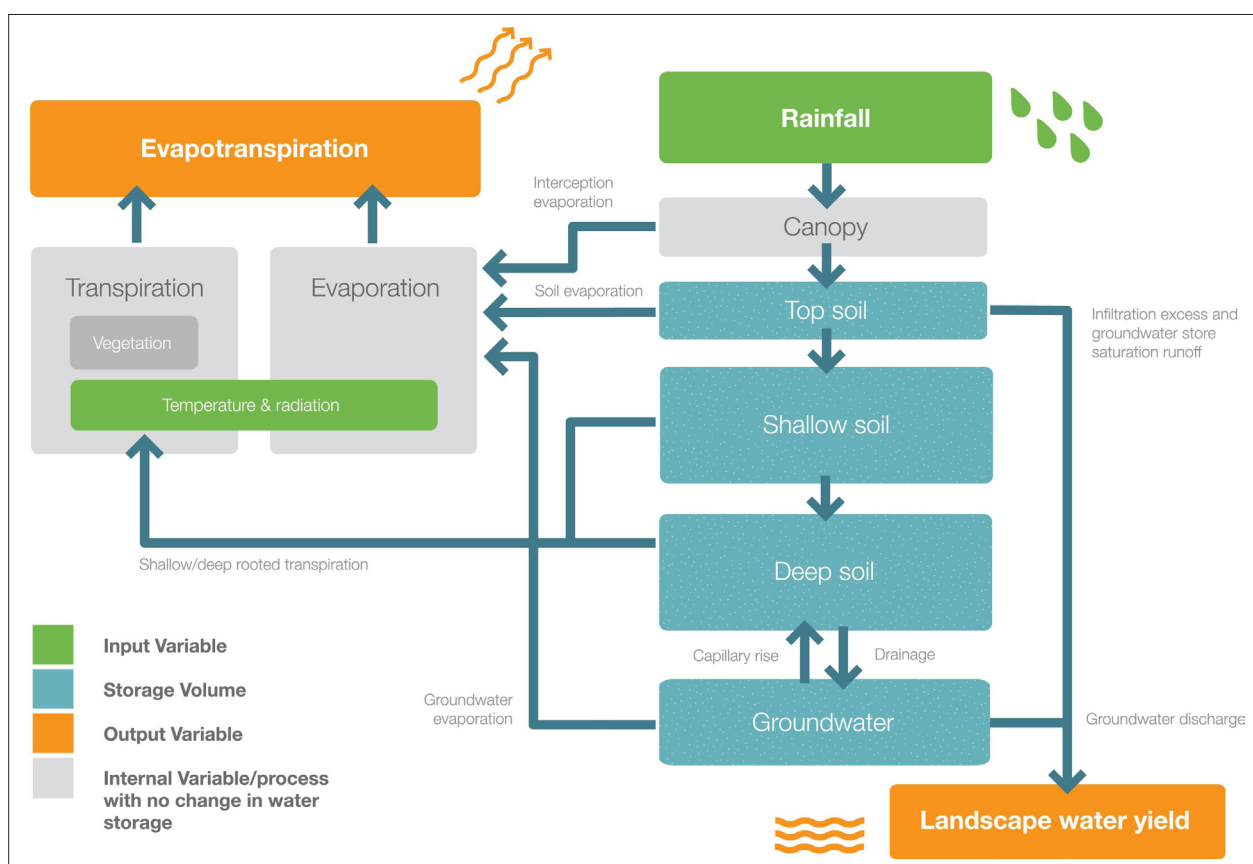 Evapotranspiration
Rainfall
Interception
evaporation
Canopy
Transpiration
Evaporation
Soil evaporation
Top soil
Infiltration excess and
groundwater store
saturation runoff
Vegetation
Temperature & radiation
Shallow soil
Shallow/deep rooted transpiration
Deep soil
Input Variable
Capillary rise
Drainage
Storage Volume
Groundwater
evaporation
Groundwater
Groundwater discharge
Output Variable
Internal Variable/process
with no change in water
storage
Landscape water yield